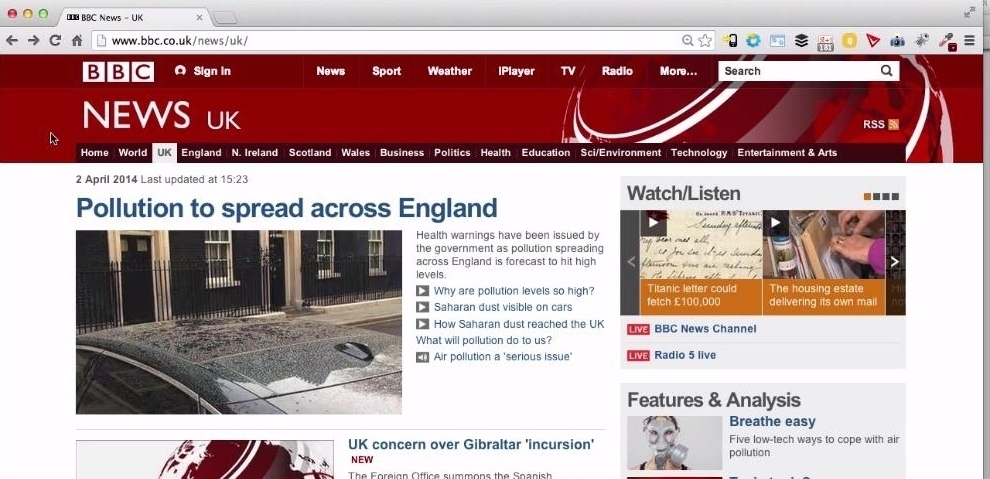 BBC News - UK
www.bbc.co.uk/news/uk/
BBC Sign in News Sport Weather iPlayer TV Radio More... Search
NEWS UK
RSS
Home World UK England N. Ireland Scotland Wales Business Politics Health Education Sci/Environment Technology Entertainment & Arts
2 April 2014 Last updated at 15:23
Pollution to spread across England
Health warnings have been issued by
the government as pollution spreading
across England is forecast to hit high
levels.
Why are pollution levels so high?
Saharan dust visible on cars
How Saharan dust reached the UK
What will pollution do to us?
Air pollution a 'serious issue'
UK concern over Gibraltar 'incursion'
NEW
The Foreign Office summons the Spanish
Watch/Listen
On board R.M.S. "Titanic"
Titanic letter could
fetch £100,000
The housing estate
delivering its own mail
LIVE BBC News Channel
LIVE Radio 5 live
Features & Analysis
Breathe easy
Five low-tech ways to cope with air
pollution